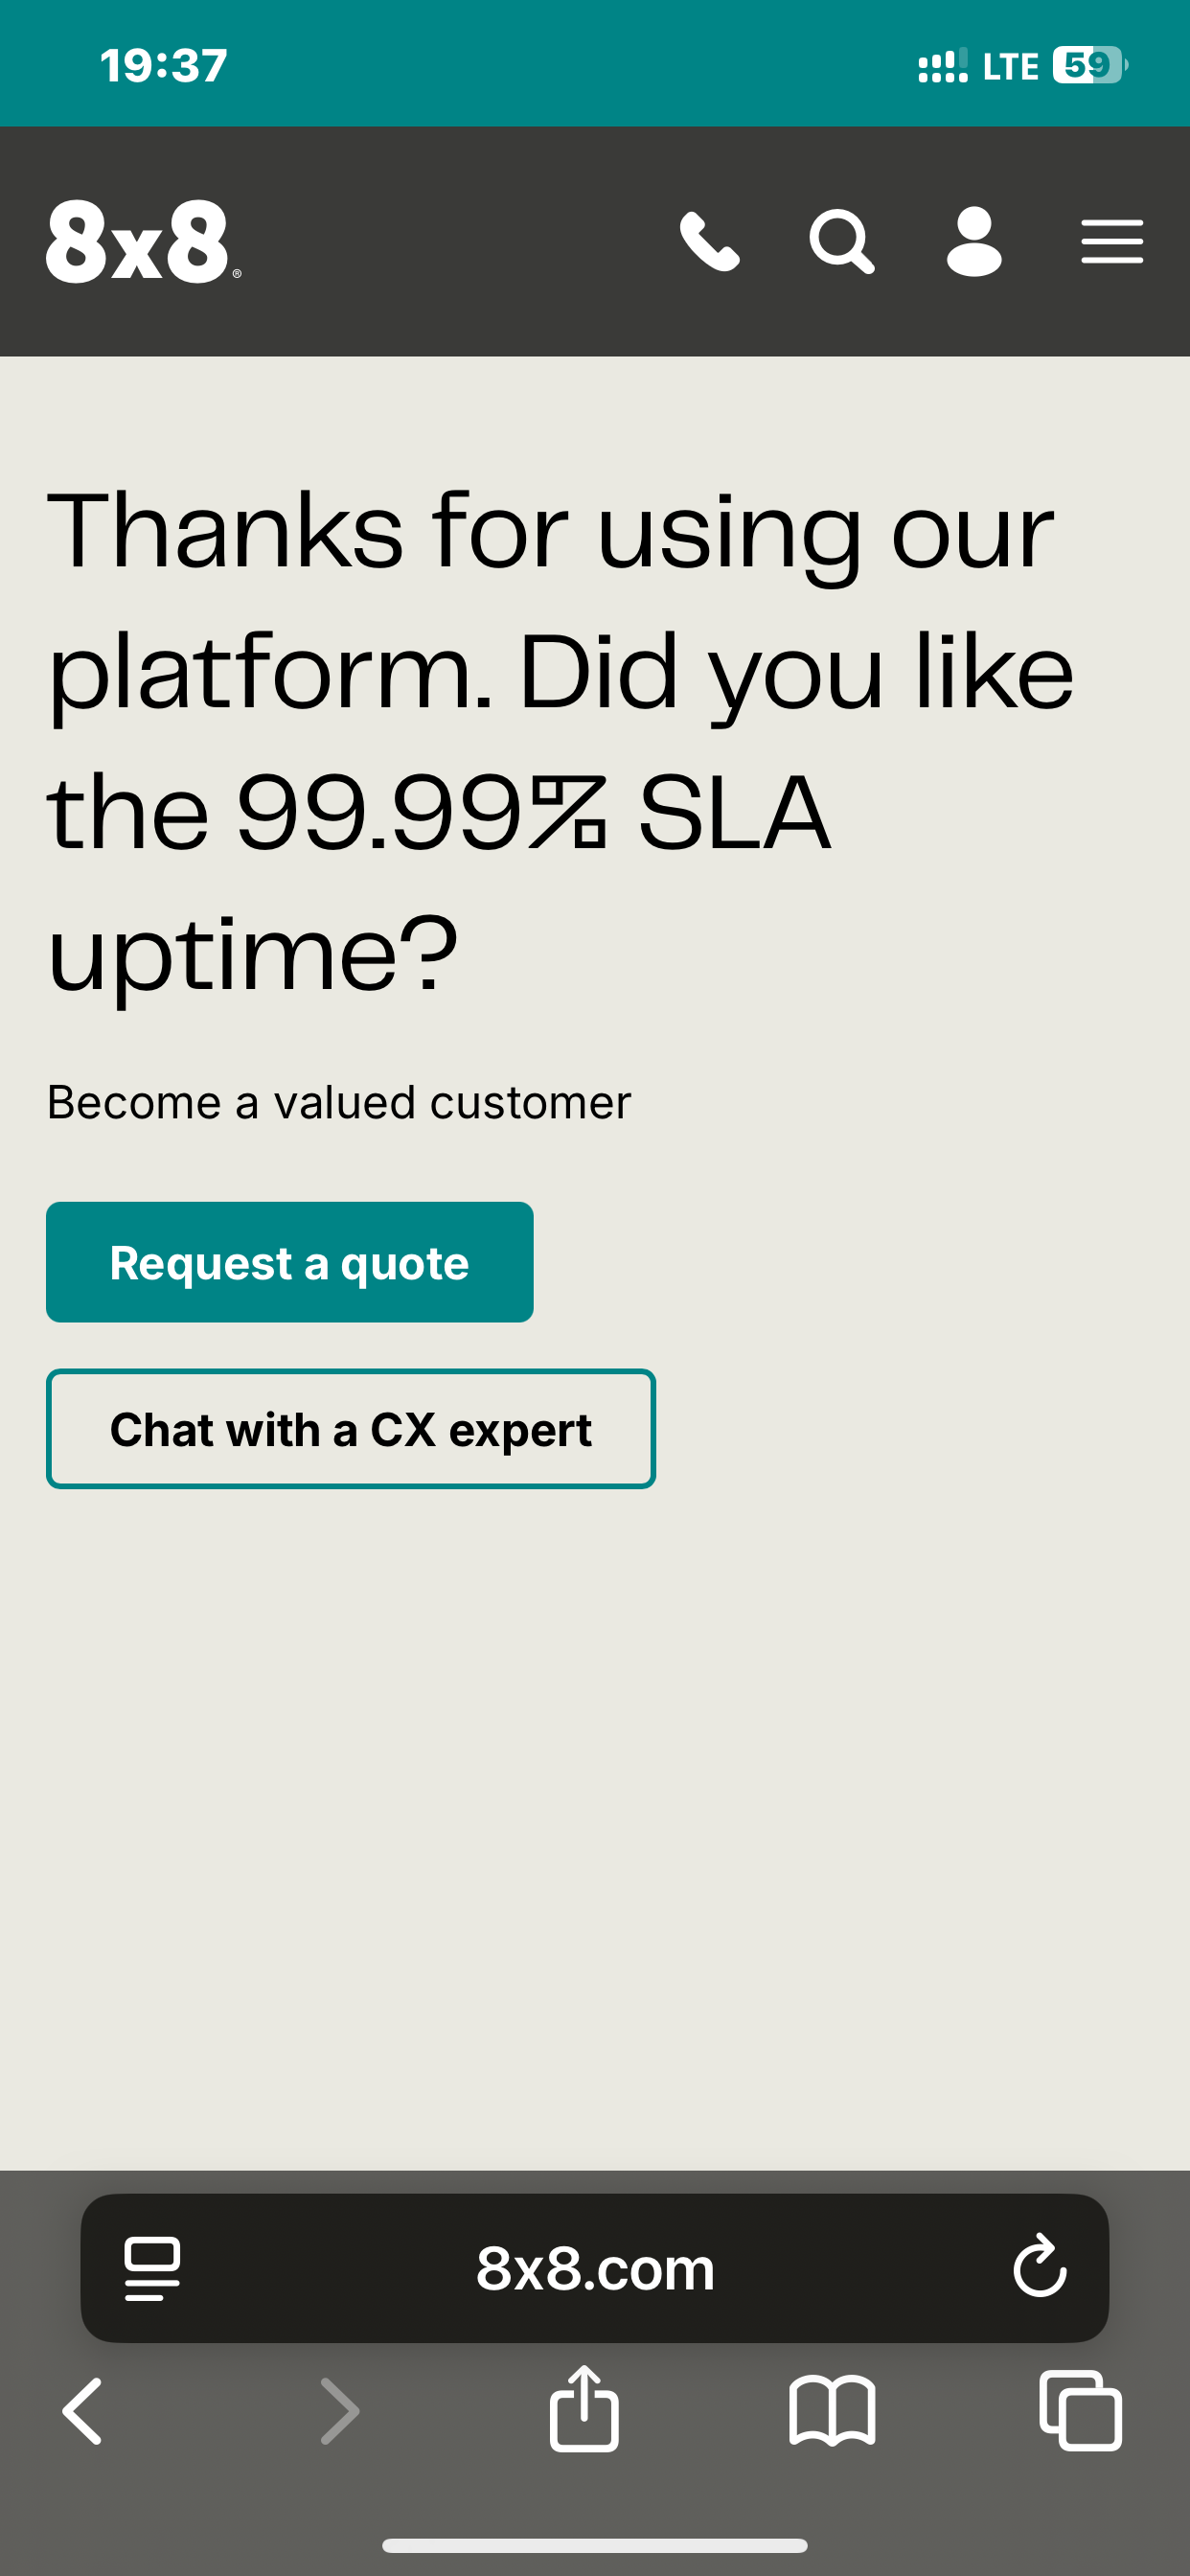 19:37 LTE 59
8x8®
Thanks for using our
platform. Did you like
the 99.99% SLA
uptime?
Become a valued customer
Request a quote
Chat with a CX expert
8x8.com